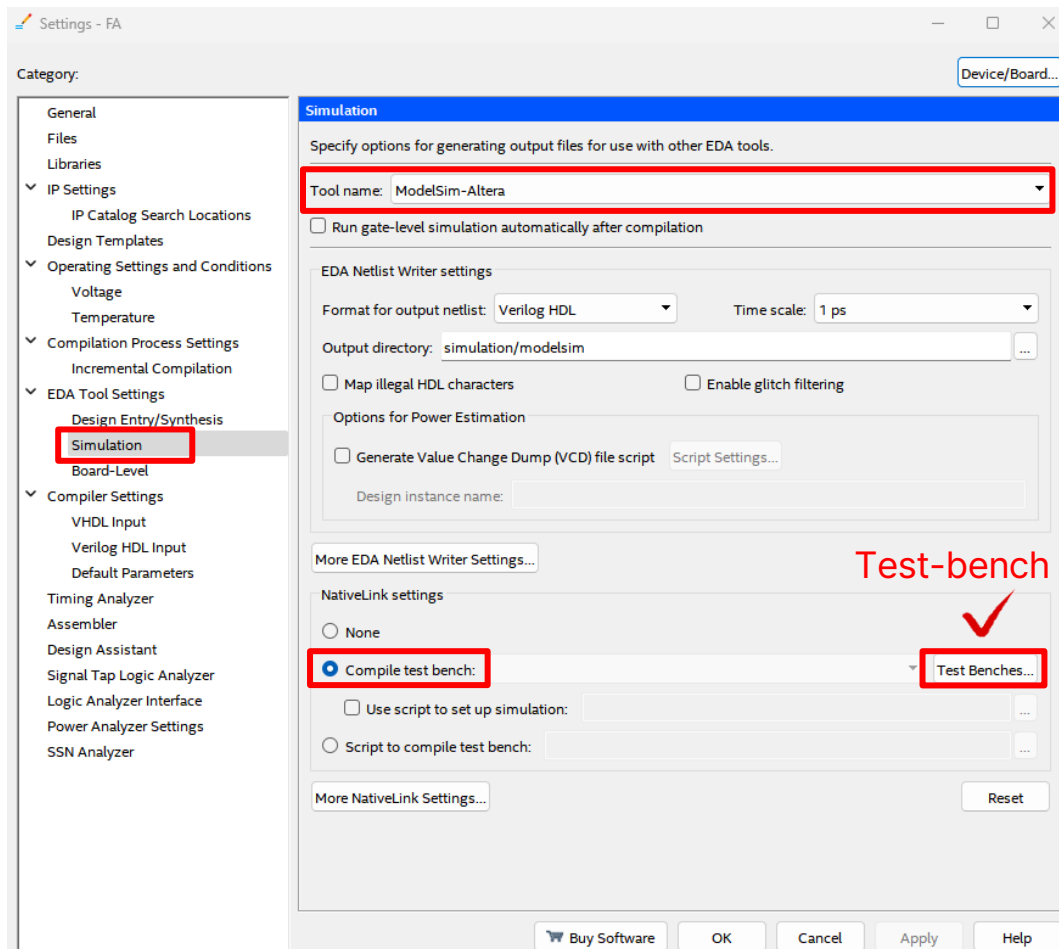 Settings - FA
Category:
Device/Board...
General
Files
Libraries
IP Settings
IP Catalog Search Locations
Design Templates
Operating Settings and Conditions
Voltage
Temperature
Compilation Process Settings
Incremental Compilation
EDA Tool Settings
Design Entry/Synthesis
Simulation
Board-Level
Compiler Settings
VHDL Input
Verilog HDL Input
Default Parameters
Timing Analyzer
Assembler
Design Assistant
Signal Tap Logic Analyzer
Logic Analyzer Interface
Power Analyzer Settings
SSN Analyzer
Simulation
Specify options for generating output files for use with other EDA tools.
Tool name: ModelSim-Altera
Run gate-level simulation automatically after compilation
EDA Netlist Writer settings
Format for output netlist: Verilog HDL Time scale: 1 ps
Output directory: simulation/modelsim ...
Map illegal HDL characters Enable glitch filtering
Options for Power Estimation
Generate Value Change Dump (VCD) file script Script Settings...
Design instance name:
More EDA Netlist Writer Settings...
Test-bench
NativeLink settings
None
Compile test bench: Test Benches...
Use script to set up simulation: ...
Script to compile test bench: ...
More NativeLink Settings... Reset
Buy Software OK Cancel Apply Help